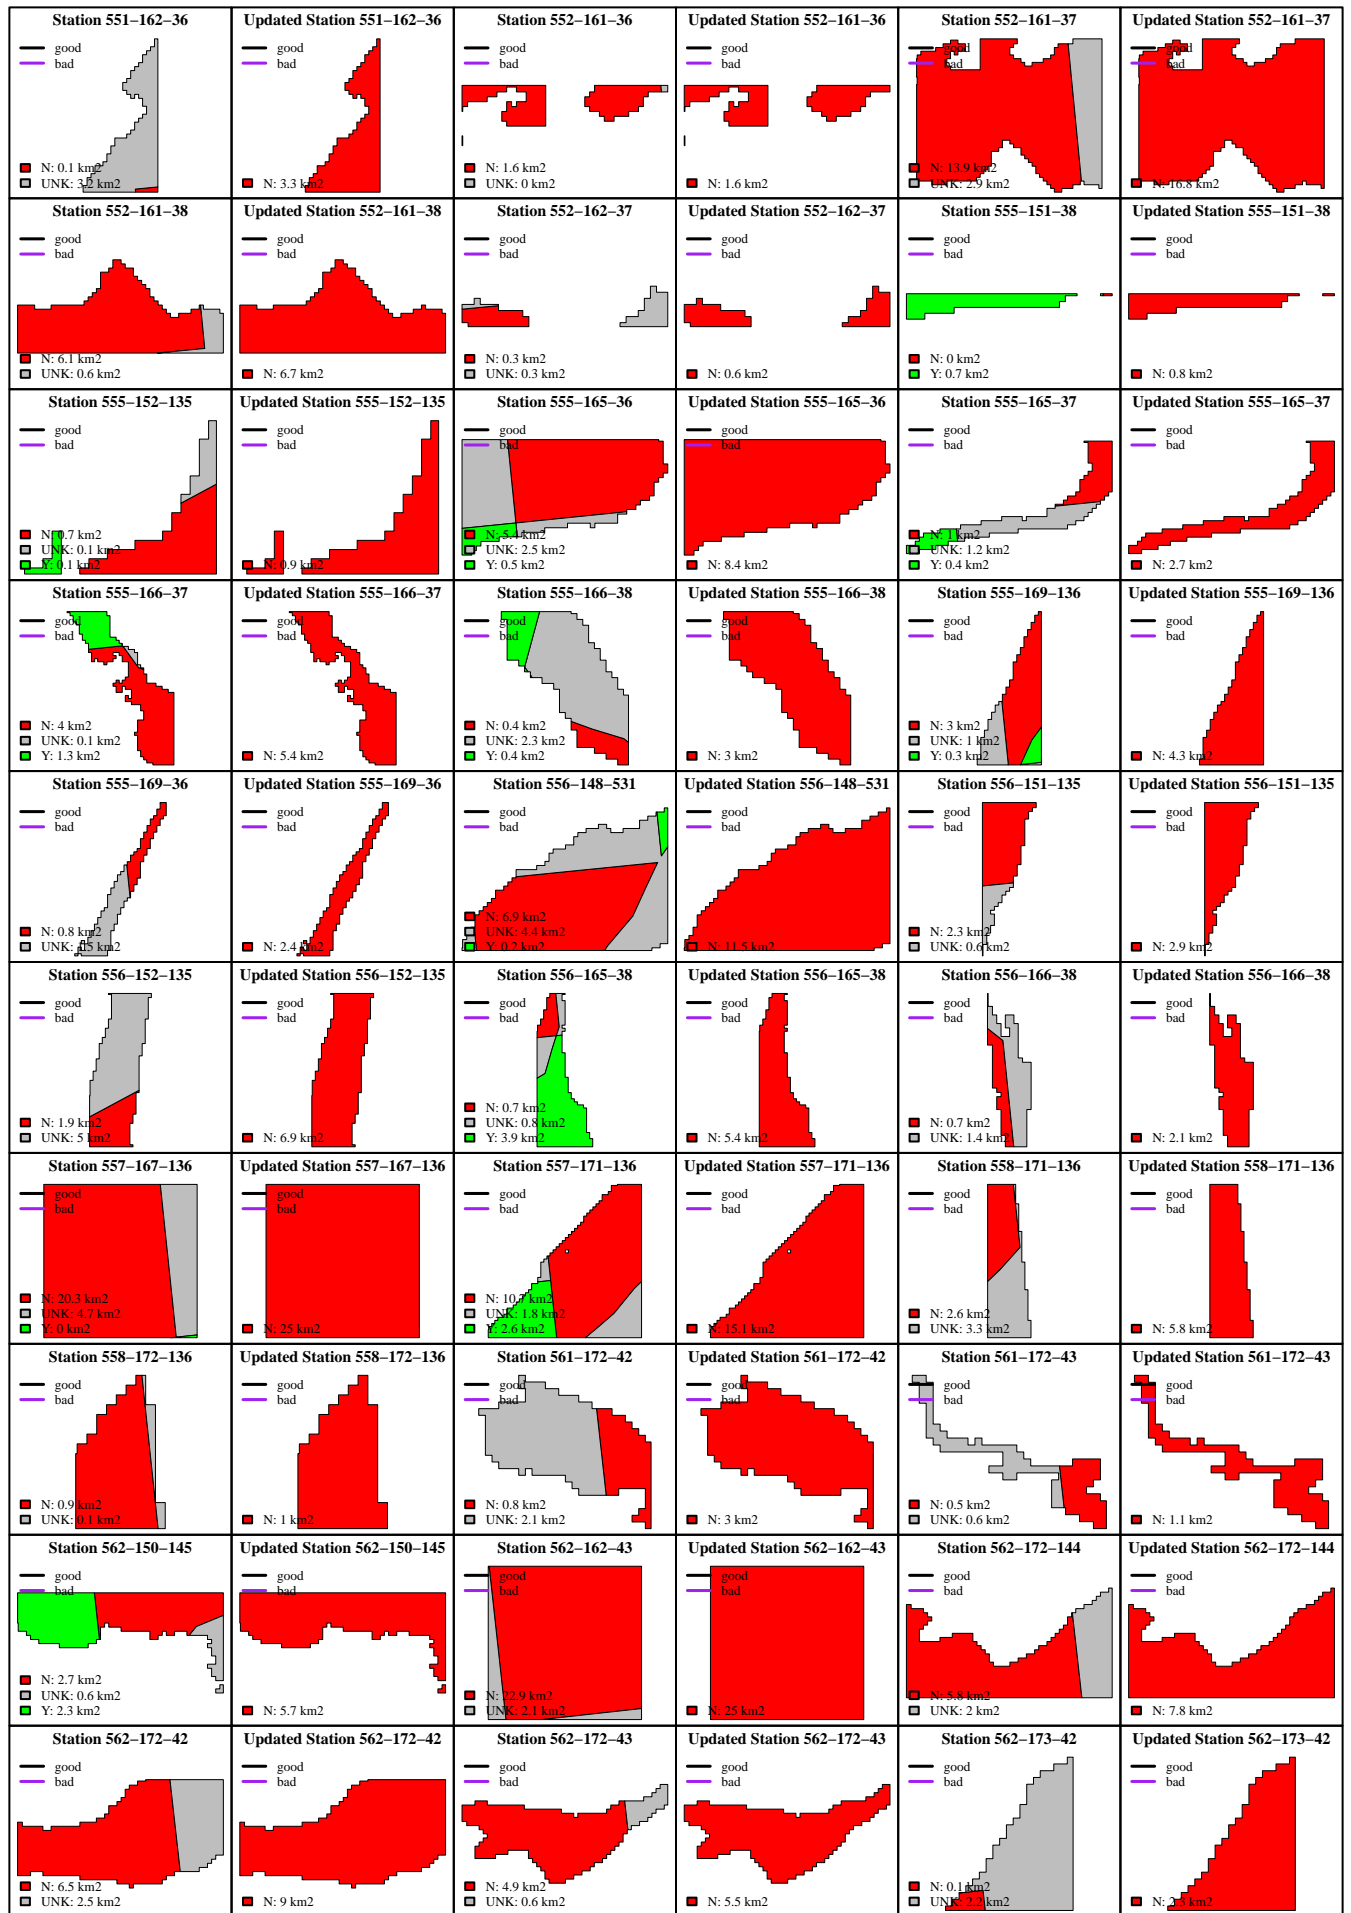 Station 551−162−36
good
bad
N: 0.1 km2
UNK: 3.2 km2
Updated Station 551−162−36
good
bad
N: 3.3 km2
Station 552−161−36
good
bad
N: 1.6 km2
UNK: 0 km2
Updated Station 552−161−36
good
bad
N: 1.6 km2
Station 552−161−37
good
bad
N: 13.9 km2
UNK: 2.9 km2
Updated Station 552−161−37
good
bad
N: 16.8 km2
Station 552−161−38
good
bad
N: 6.1 km2
UNK: 0.6 km2
Updated Station 552−161−38
good
bad
N: 6.7 km2
Station 552−162−37
good
bad
N: 0.3 km2
UNK: 0.3 km2
Updated Station 552−162−37
good
bad
N: 0.6 km2
Station 555−151−38
good
bad
N: 0 km2
Y: 0.7 km2
Updated Station 555−151−38
good
bad
N: 0.8 km2
Station 555−152−135
good
bad
N: 0.7 km2
UNK: 0.1 km2
Y: 0.1 km2
Updated Station 555−152−135
good
bad
N: 0.9 km2
Station 555−165−36
good
bad
N: 5.4 km2
UNK: 2.5 km2
Y: 0.5 km2
Updated Station 555−165−36
good
bad
N: 8.4 km2
Station 555−165−37
good
bad
N: 1 km2
UNK: 1.2 km2
Y: 0.4 km2
Updated Station 555−165−37
good
bad
N: 2.7 km2
Station 555−166−37
good
bad
N: 4 km2
UNK: 0.1 km2
Y: 1.3 km2
Updated Station 555−166−37
good
bad
N: 5.4 km2
Station 555−166−38
good
bad
N: 0.4 km2
UNK: 2.3 km2
Y: 0.4 km2
Updated Station 555−166−38
good
bad
N: 3 km2
Station 555−169−136
good
bad
N: 3 km2
UNK: 1 km2
Y: 0.3 km2
Updated Station 555−169−136
good
bad
N: 4.3 km2
Station 555−169−36
good
bad
N: 0.8 km2
UNK: 1.5 km2
Updated Station 555−169−36
good
bad
N: 2.4 km2
Station 556−148−531
good
bad
N: 6.9 km2
UNK: 4.4 km2
Y: 0.2 km2
Updated Station 556−148−531
good
bad
N: 11.5 km2
Station 556−151−135
good
bad
N: 2.3 km2
UNK: 0.6 km2
Updated Station 556−151−135
good
bad
N: 2.9 km2
Station 556−152−135
good
bad
N: 1.9 km2
UNK: 5 km2
Updated Station 556−152−135
good
bad
N: 6.9 km2
Station 556−165−38
good
bad
N: 0.7 km2
UNK: 0.8 km2
Y: 3.9 km2
Updated Station 556−165−38
good
bad
N: 5.4 km2
Station 556−166−38
good
bad
N: 0.7 km2
UNK: 1.4 km2
Updated Station 556−166−38
good
bad
N: 2.1 km2
Station 557−167−136
good
bad
N: 20.3 km2
UNK: 4.7 km2
Y: 0 km2
Updated Station 557−167−136
good
bad
N: 25 km2
Station 557−171−136
good
bad
N: 10.7 km2
UNK: 1.8 km2
Y: 2.6 km2
Updated Station 557−171−136
good
bad
N: 15.1 km2
Station 558−171−136
good
bad
N: 2.6 km2
UNK: 3.3 km2
Updated Station 558−171−136
good
bad
N: 5.8 km2
Station 558−172−136
good
bad
N: 0.9 km2
UNK: 0.1 km2
Updated Station 558−172−136
good
bad
N: 1 km2
Station 561−172−42
good
bad
N: 0.8 km2
UNK: 2.1 km2
Updated Station 561−172−42
good
bad
N: 3 km2
Station 561−172−43
good
bad
N: 0.5 km2
UNK: 0.6 km2
Updated Station 561−172−43
good
bad
N: 1.1 km2
Station 562−150−145
good
bad
N: 2.7 km2
UNK: 0.6 km2
Y: 2.3 km2
Updated Station 562−150−145
good
bad
N: 5.7 km2
Station 562−162−43
good
bad
N: 22.9 km2
UNK: 2.1 km2
Updated Station 562−162−43
good
bad
N: 25 km2
Station 562−172−144
good
bad
N: 5.8 km2
UNK: 2 km2
Updated Station 562−172−144
good
bad
N: 7.8 km2
Station 562−172−42
good
bad
N: 6.5 km2
UNK: 2.5 km2
Updated Station 562−172−42
good
bad
N: 9 km2
Station 562−172−43
good
bad
N: 4.9 km2
UNK: 0.6 km2
Updated Station 562−172−43
good
bad
N: 5.5 km2
Station 562−173−42
good
bad
N: 0.1 km2
UNK: 2.2 km2
Updated Station 562−173−42
good
bad
N: 2.3 km2